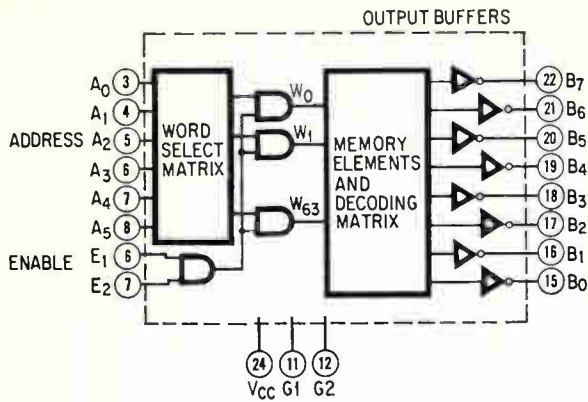 OUTPUT BUFFERS
A0 3
A1 4
ADDRESS A2 5
A3 6
A4 7
A5 8
ENABLE E1 6
E2 7
WORD
SELECT
MATRIX
W0
W1
W63
MEMORY
ELEMENTS
AND
DECODING
MATRIX
22 B7
21 B6
20 B5
19 B4
18 B3
17 B2
16 B1
15 B0
24 11 12
VCC G1 G2